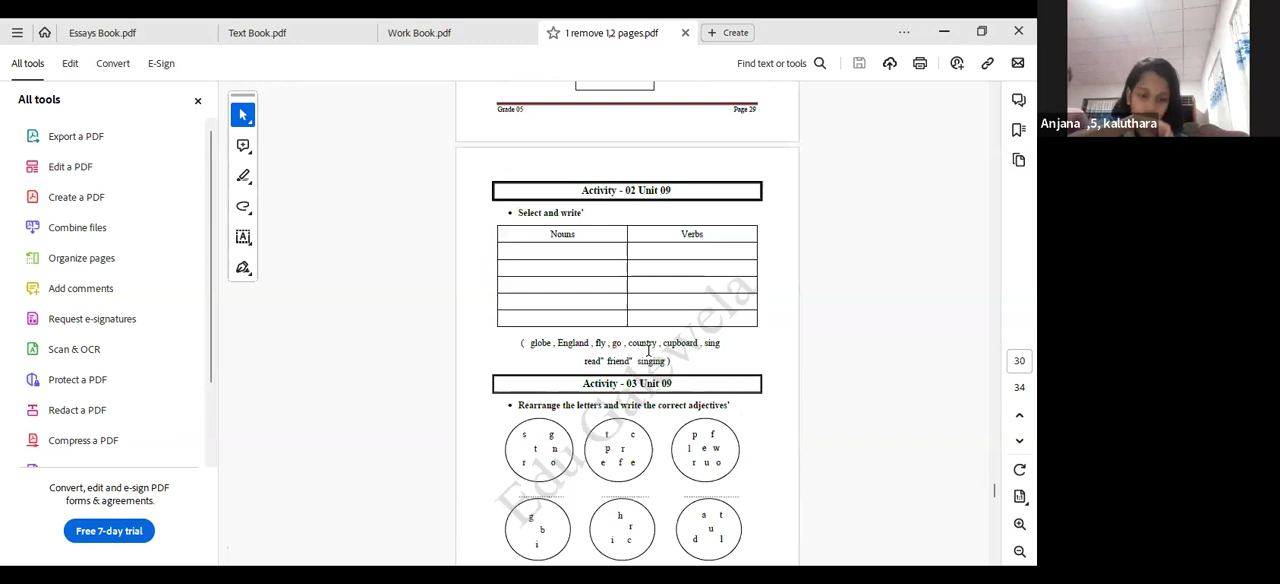 Essays Book.pdf
Text Book.pdf
Work Book.pdf
1 remove 1,2 pages.pdf
Create
All tools
Edit
Convert
E-Sign
Find text or tools
All tools
Export a PDF
Edit a PDF
Create a PDF
Combine files
Organize pages
Add comments
Request e-signatures
Scan & OCR
Protect a PDF
Redact a PDF
Compress a PDF
Convert, edit and e-sign PDF
forms & agreements.
Free 7-day trial
Grade 05 Page 29
Activity - 02 Unit 09
• Select and write'
Nouns Verbs
( globe , England , fly , go , country , cupboard , sing
read" friend" singing )
Activity - 03 Unit 09
• Rearrange the letters and write the correct adjectives'
s g t c p f
t n p r l e w
r o e f e r u o
g h a t
b r u
i i c d l
Edu Galewela
30
34
Anjana ,5, kaluthara